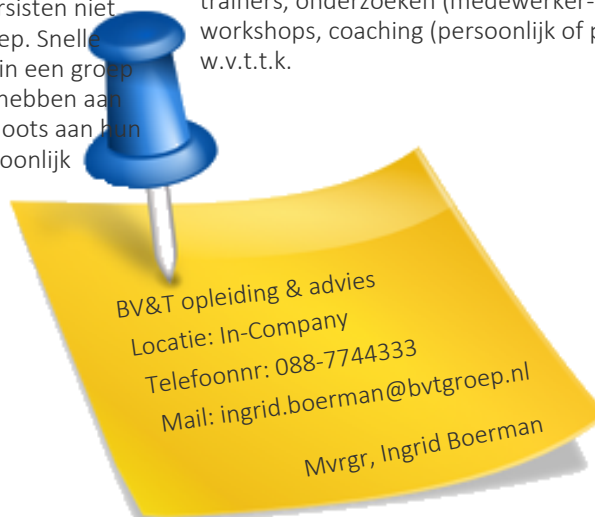 rsisten niet
ep. Snelle
in een groep
hebben aan
oots aan hun
soonlijk
trainers, onderzoeken (medewerker-
workshops, coaching (persoonlijk of p
w.v.t.t.k.
BV&T opleiding & advies
Locatie: In-Company
Telefoonnr: 088-7744333
Mail: ingrid.boerman@bvtgroep.nl
Mvrgr, Ingrid Boerman